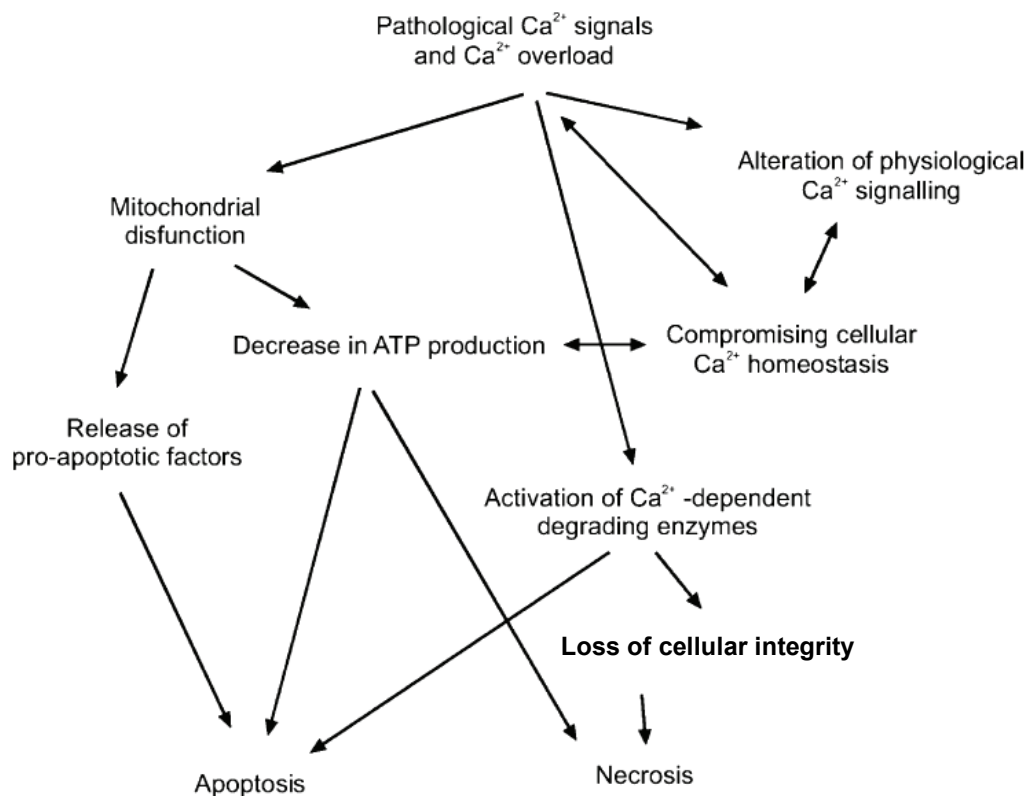 Pathological Ca²⁺ signals
and Ca²⁺ overload
Alteration of physiological
Ca²⁺ signalling
Mitochondrial
disfunction
Decrease in ATP production
Compromising cellular
Ca²⁺ homeostasis
Release of
pro-apoptotic factors
Activation of Ca²⁺ -dependent
degrading enzymes
Loss of cellular integrity
Apoptosis
Necrosis